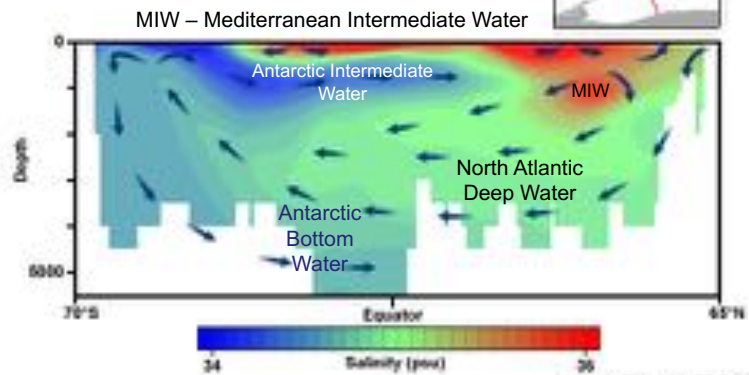 MIW – Mediterranean Intermediate Water
0
Antarctic Intermediate
Water
MIW
Depth
North Atlantic
Deep Water
Antarctic
Bottom
Water
5000
70°S
Equator
65°N
34
Salinity (psu)
36